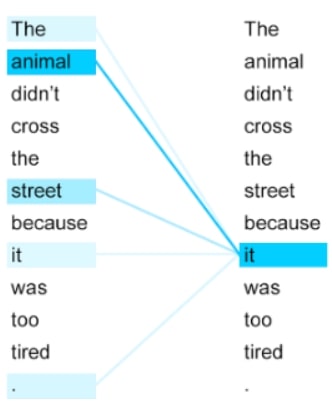 The
animal
didn't
cross
the
street
because
it
was
too
tired
.
The
animal
didn't
cross
the
street
because
it
was
too
tired
.